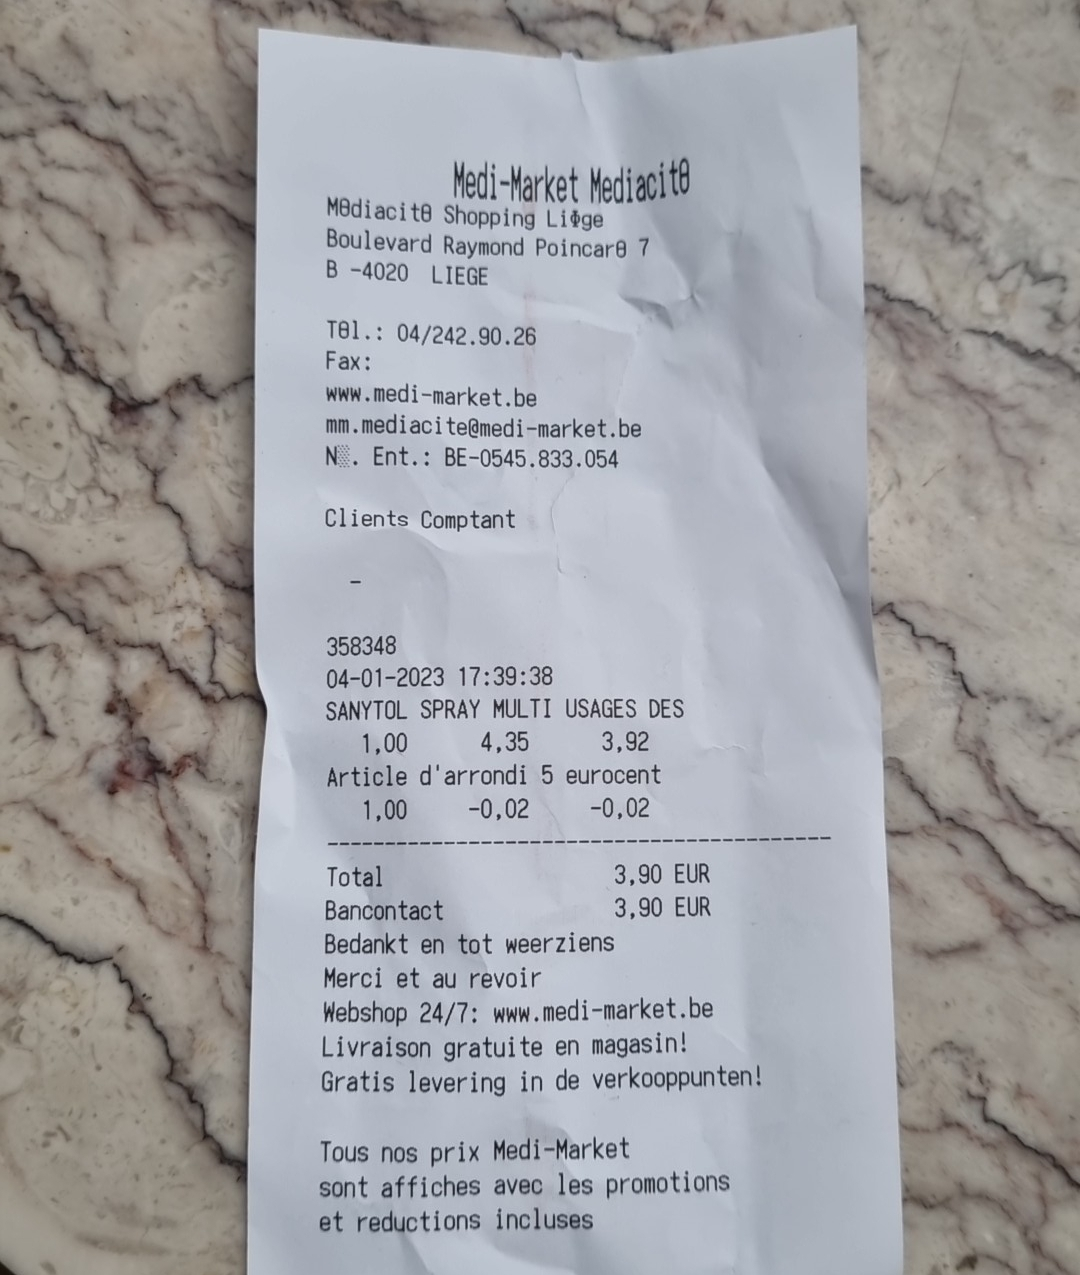 Medi-Market Mediacitθ
Mθdiacitθ Shopping LiΦge
Boulevard Raymond Poincarθ 7
B -4020 LIEGE
Tθl.: 04/242.90.26
Fax:
www.medi-market.be
mm.mediacite@medi-market.be
N▒. Ent.: BE-0545.833.054
Clients Comptant
-
358348
04-01-2023 17:39:38
SANYTOL SPRAY MULTI USAGES DES
1,00 4,35 3,92
Article d'arrondi 5 eurocent
1,00 -0,02 -0,02
-------------------------------------------
Total 3,90 EUR
Bancontact 3,90 EUR
Bedankt en tot weerziens
Merci et au revoir
Webshop 24/7: www.medi-market.be
Livraison gratuite en magasin!
Gratis levering in de verkooppunten!
Tous nos prix Medi-Market
sont affiches avec les promotions
et reductions incluses